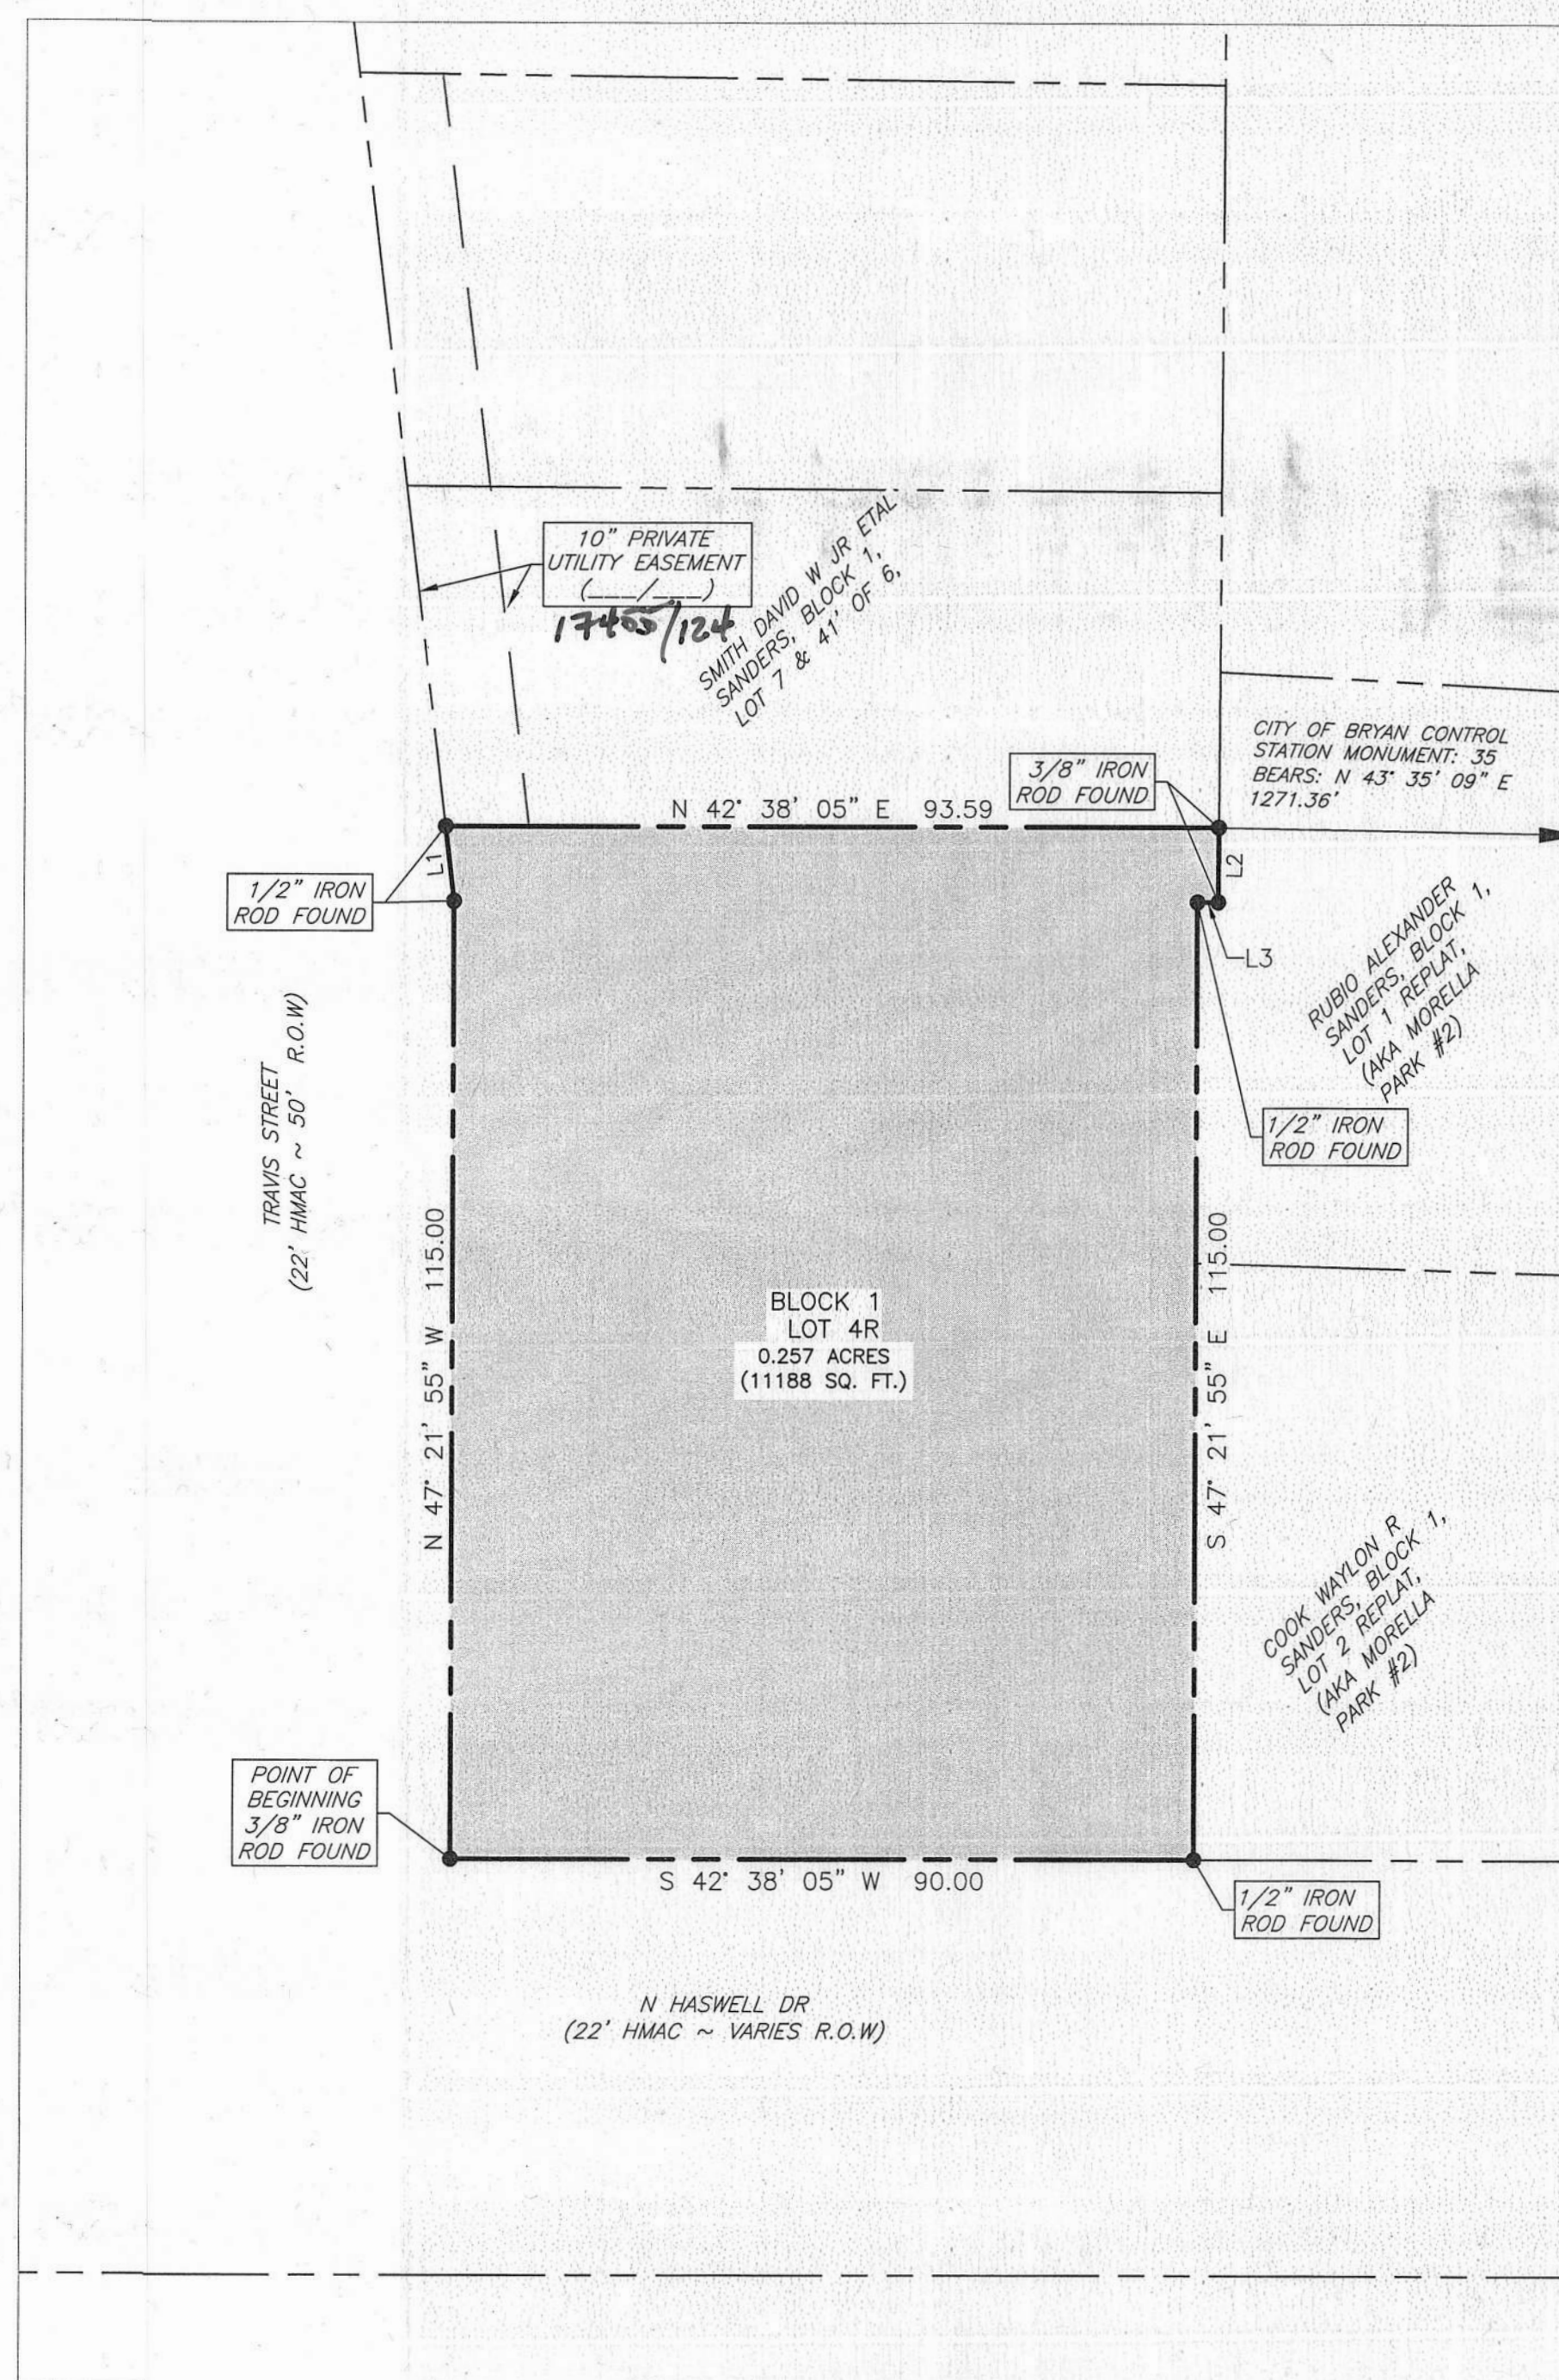 10" PRIVATE
UTILITY EASEMENT
(___/___)
17455/124
SMITH DAVID W JR ETAL
SANDERS, BLOCK 1,
LOT 7 & 41' OF 6,
CITY OF BRYAN CONTROL
STATION MONUMENT: 35
BEARS: N 43° 35' 09" E
1271.36'
3/8" IRON
ROD FOUND
N 42° 38' 05" E 93.59
L1
L2
1/2" IRON
ROD FOUND
L3
RUBIO ALEXANDER
SANDERS, BLOCK 1,
LOT 1 REPLAT,
(AKA MORELLA
PARK #2)
TRAVIS STREET
(22' HMAC ~ 50' R.O.W)
1/2" IRON
ROD FOUND
N 47° 21' 55" W 115.00
S 47° 21' 55" E 115.00
BLOCK 1
LOT 4R
0.257 ACRES
(11188 SQ. FT.)
COOK WAYLON R
SANDERS, BLOCK 1,
LOT 2 REPLAT,
(AKA MORELLA
PARK #2)
POINT OF
BEGINNING
3/8" IRON
ROD FOUND
S 42° 38' 05" W 90.00
1/2" IRON
ROD FOUND
N HASWELL DR
(22' HMAC ~ VARIES R.O.W)